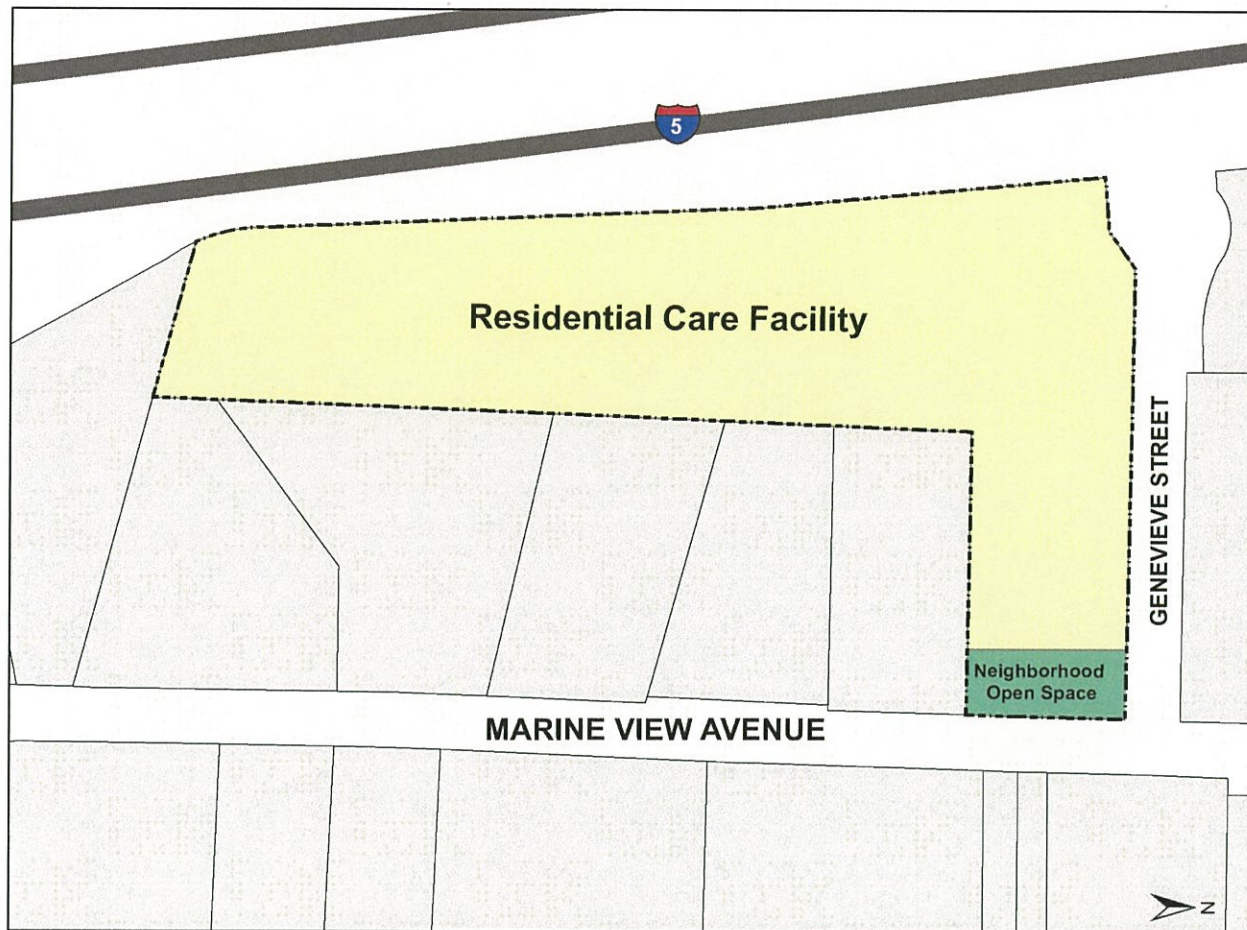 5
Residential Care Facility
GENEVIEVE STREET
Neighborhood
Open Space
MARINE VIEW AVENUE
N